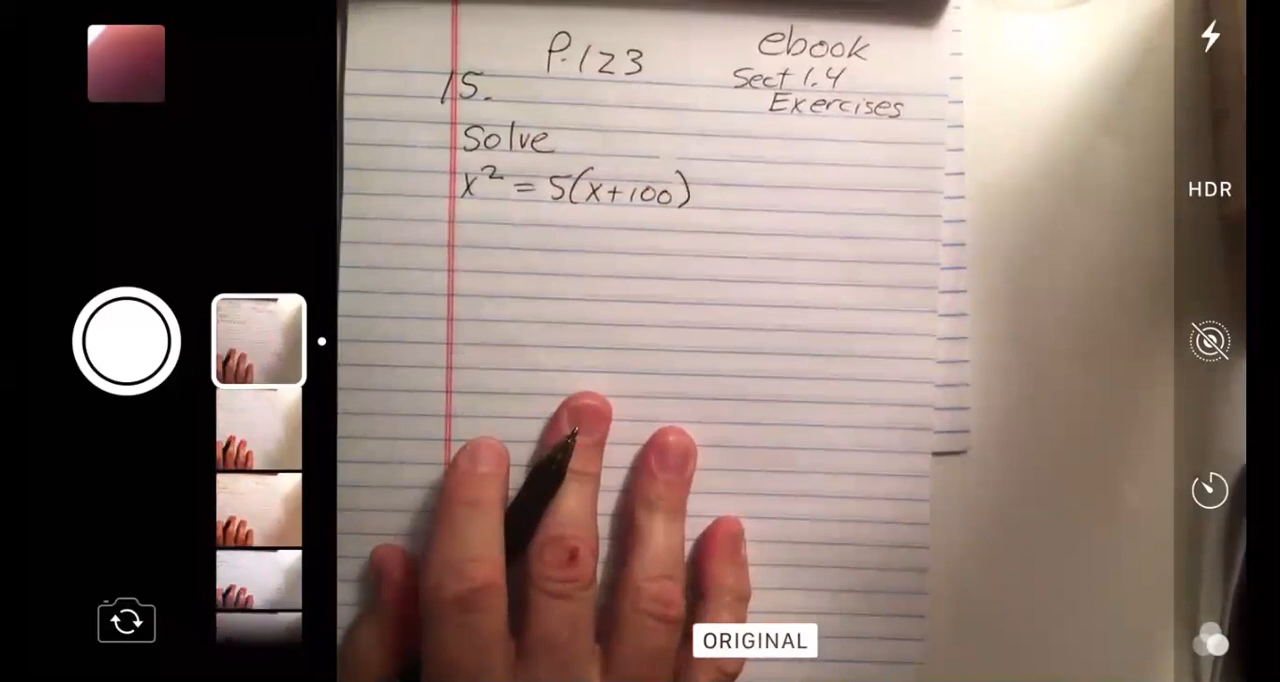 P.123
ebook
Sect 1.4
Exercises
15.
Solve
x² = 5(x+100)
HDR
ORIGINAL